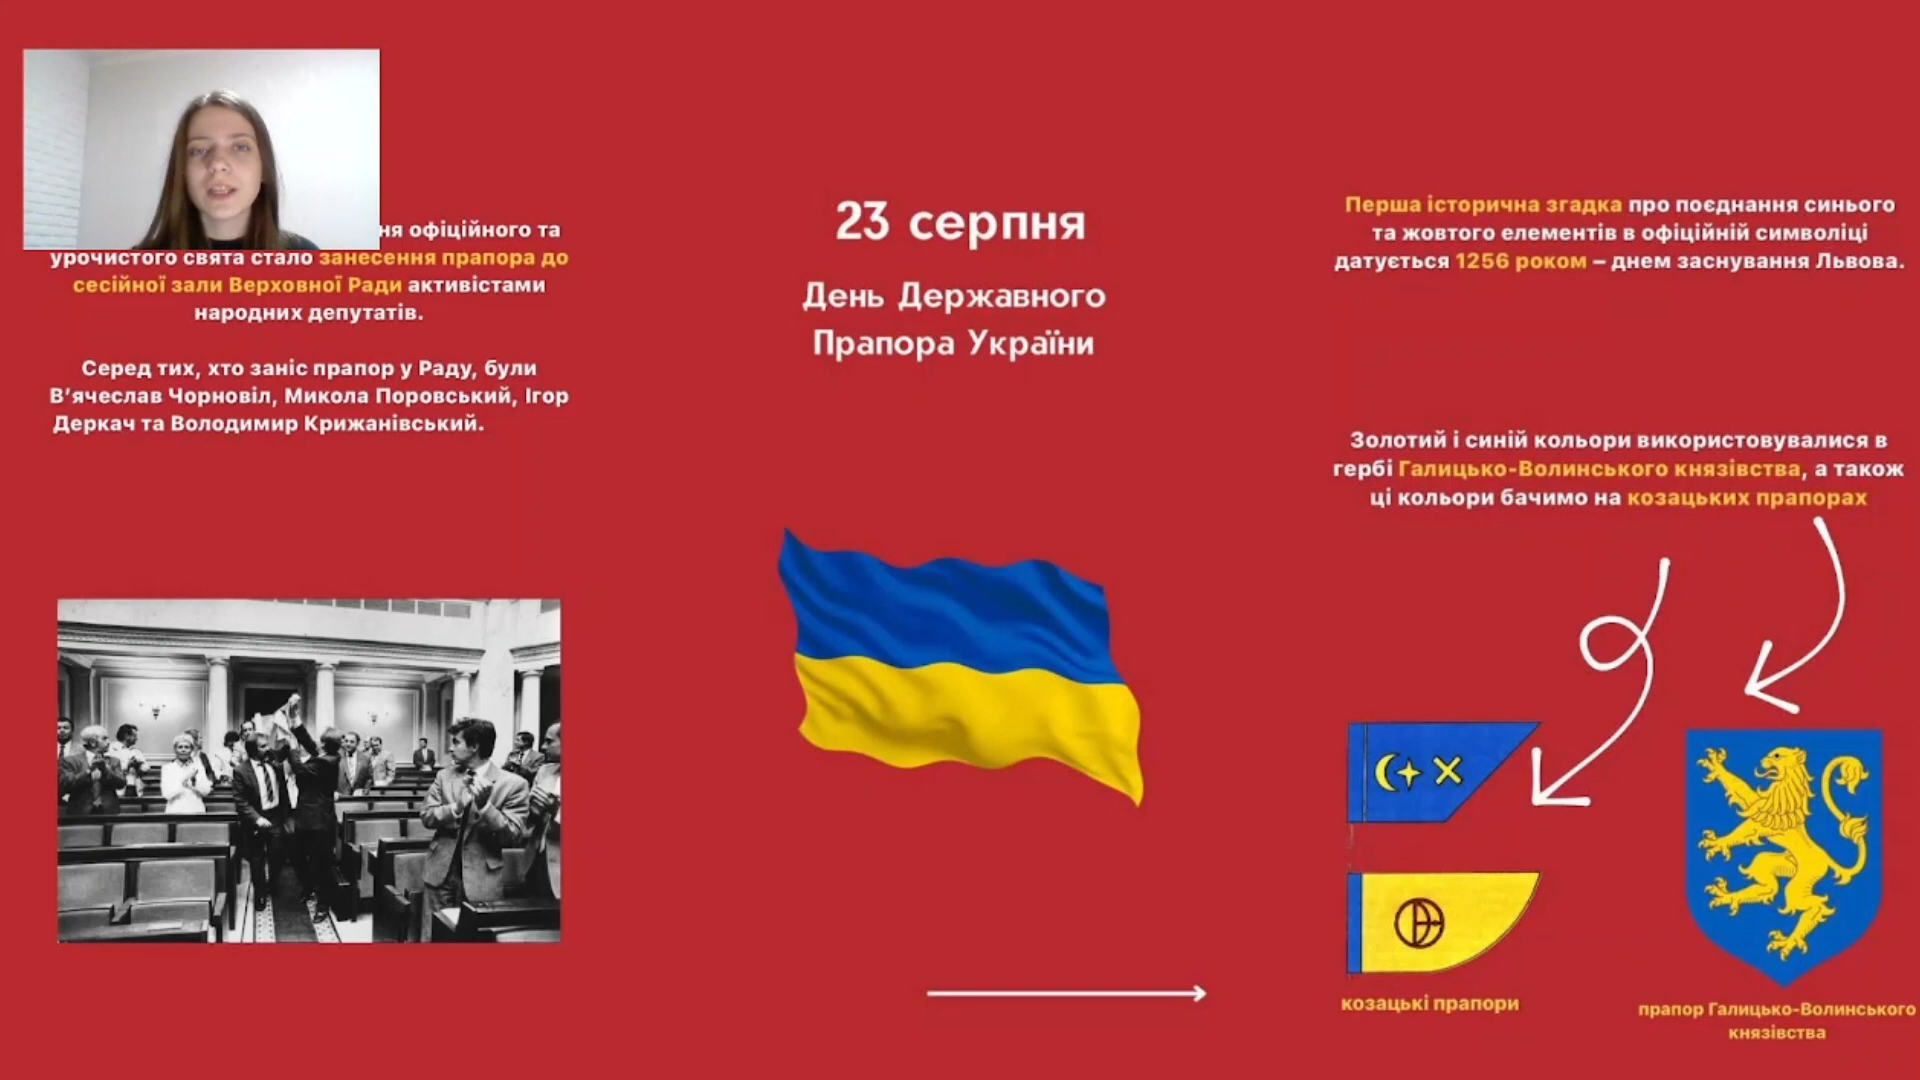 ня офіційного та
урочистого свята стало занесення прапора до
сесійної зали Верховної Ради активістами
народних депутатів.
Серед тих, хто заніс прапор у Раду, були
В’ячеслав Чорновіл, Микола Поровський, Ігор
Деркач та Володимир Крижанівський.
23 серпня
День Державного
Прапора України
Перша історична згадка про поєднання синього
та жовтого елементів в офіційній символіці
датується 1256 роком – днем заснування Львова.
Золотий і синій кольори використовувалися в
гербі Галицько-Волинського князівства, а також
ці кольори бачимо на козацьких прапорах
козацькі прапори
прапор Галицько-Волинського
князівства